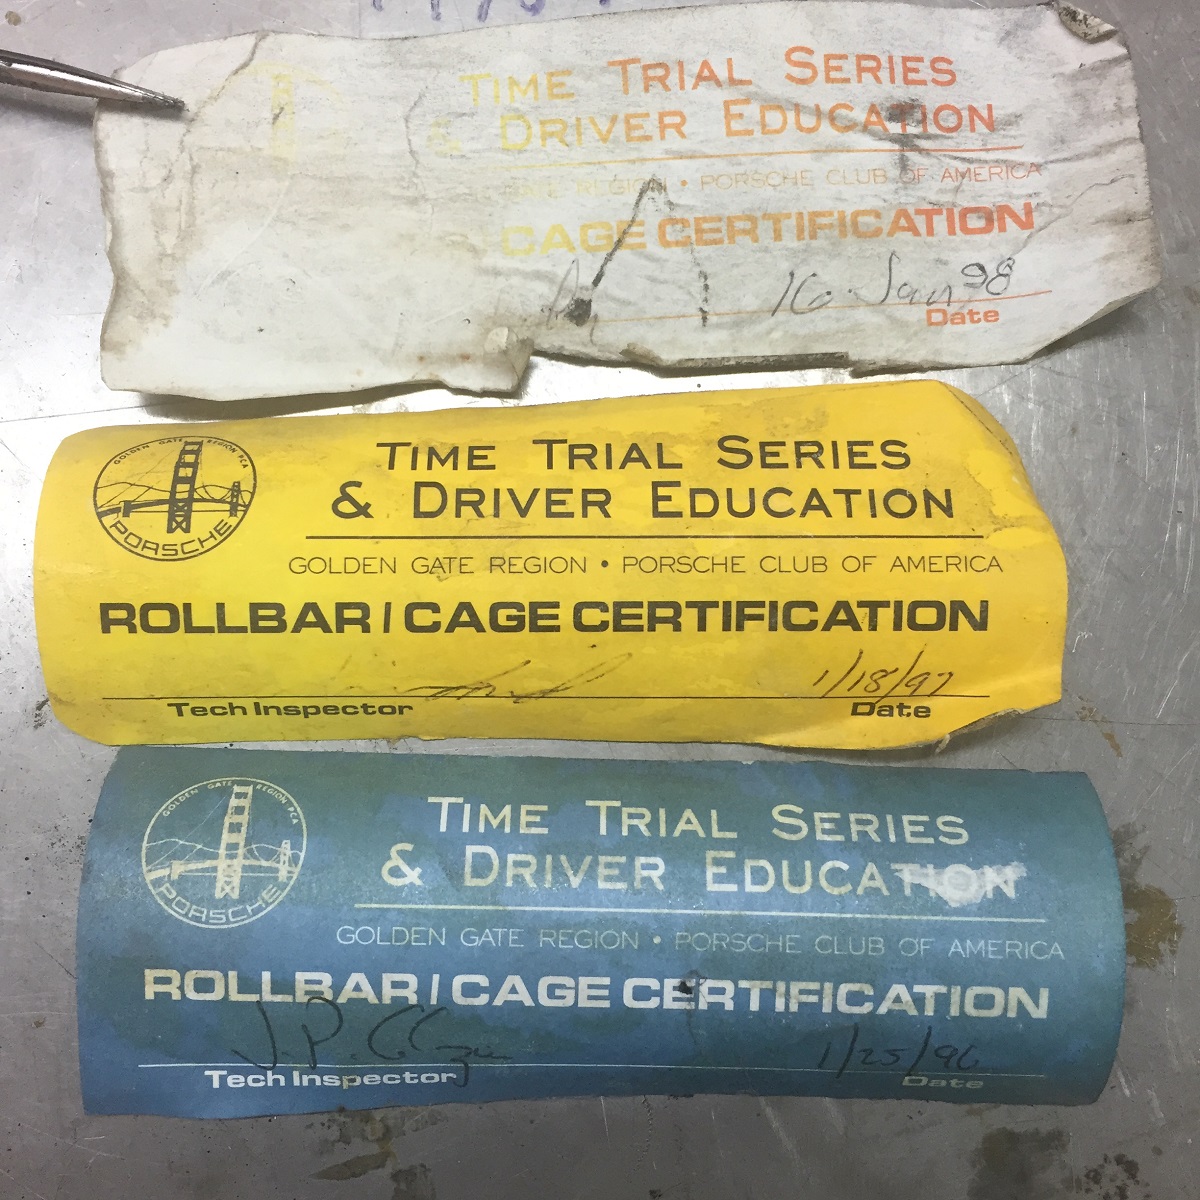 TIME TRIAL SERIES
& DRIVER EDUCATION
GATE REGION • PORSCHE CLUB OF AMERICA
CAGE CERTIFICATION
16 Jan 98
Date
GOLDEN GATE REGION PCA
PORSCHE
TIME TRIAL SERIES
& DRIVER EDUCATION
GOLDEN GATE REGION • PORSCHE CLUB OF AMERICA
ROLLBAR / CAGE CERTIFICATION
1/18/97
Tech Inspector Date
GOLDEN GATE REGION PCA
PORSCHE
TIME TRIAL SERIES
& DRIVER EDUCATION
GOLDEN GATE REGION • PORSCHE CLUB OF AMERICA
ROLLBAR / CAGE CERTIFICATION
J.P. 1/25/96
Tech Inspector Date